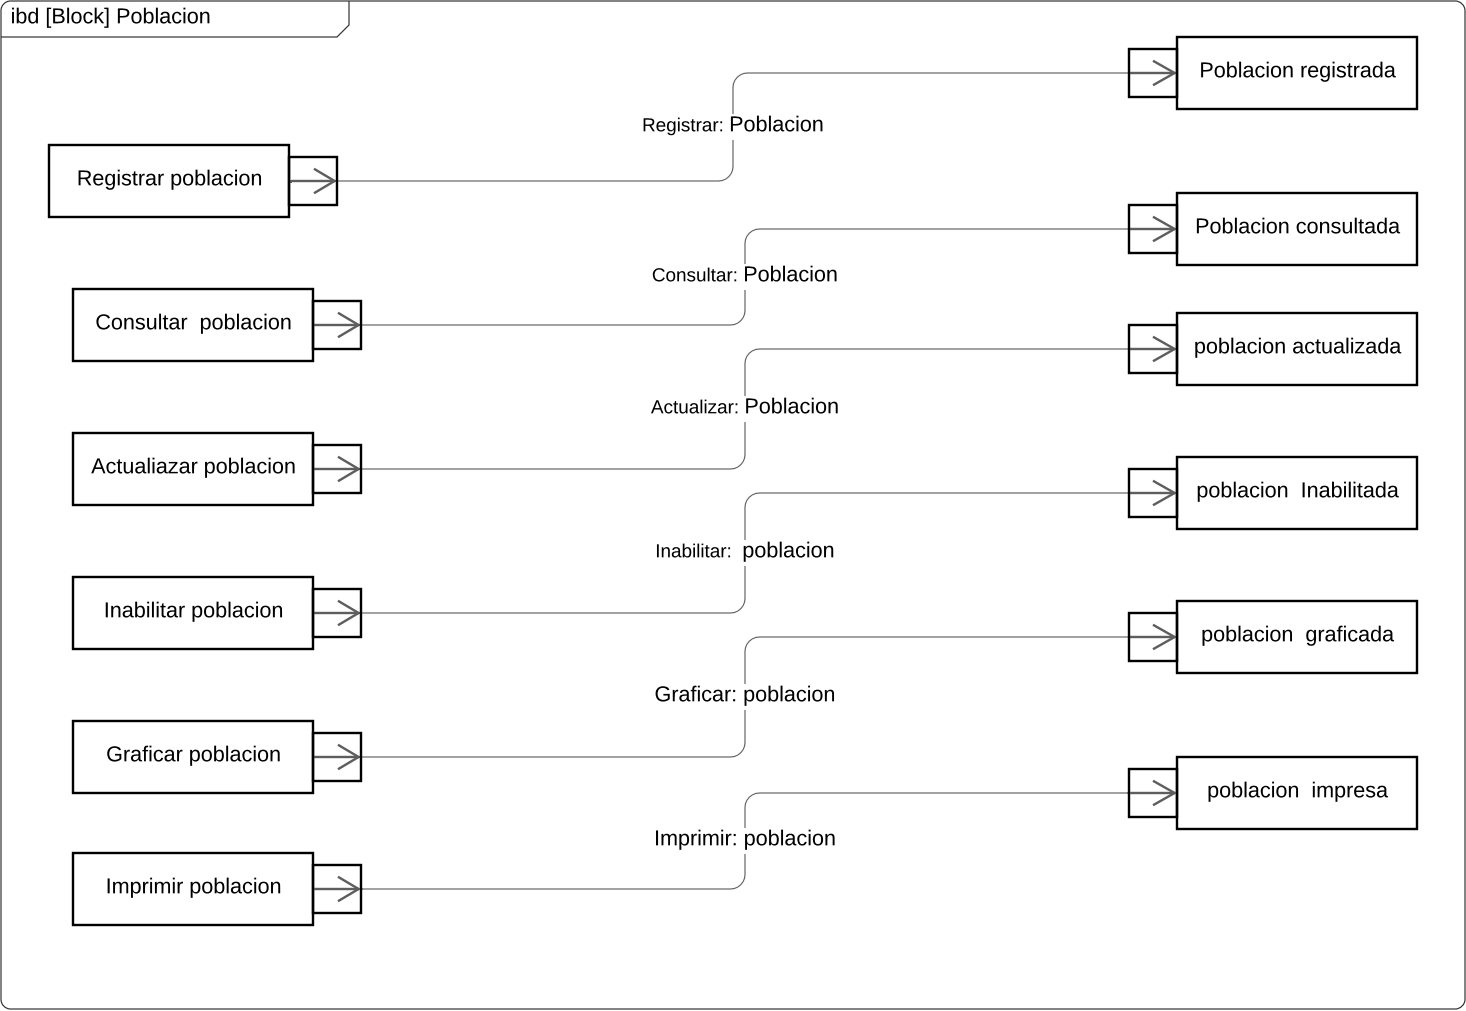 ibd [Block] Poblacion
Poblacion registrada
Registrar: Poblacion
Registrar poblacion
Poblacion consultada
Consultar: Poblacion
Consultar  poblacion
poblacion actualizada
Actualizar: Poblacion
Actualiazar poblacion
poblacion  Inabilitada
Inabilitar:  poblacion
Inabilitar poblacion
poblacion  graficada
Graficar: poblacion
Graficar poblacion
poblacion  impresa
Imprimir: poblacion
Imprimir poblacion